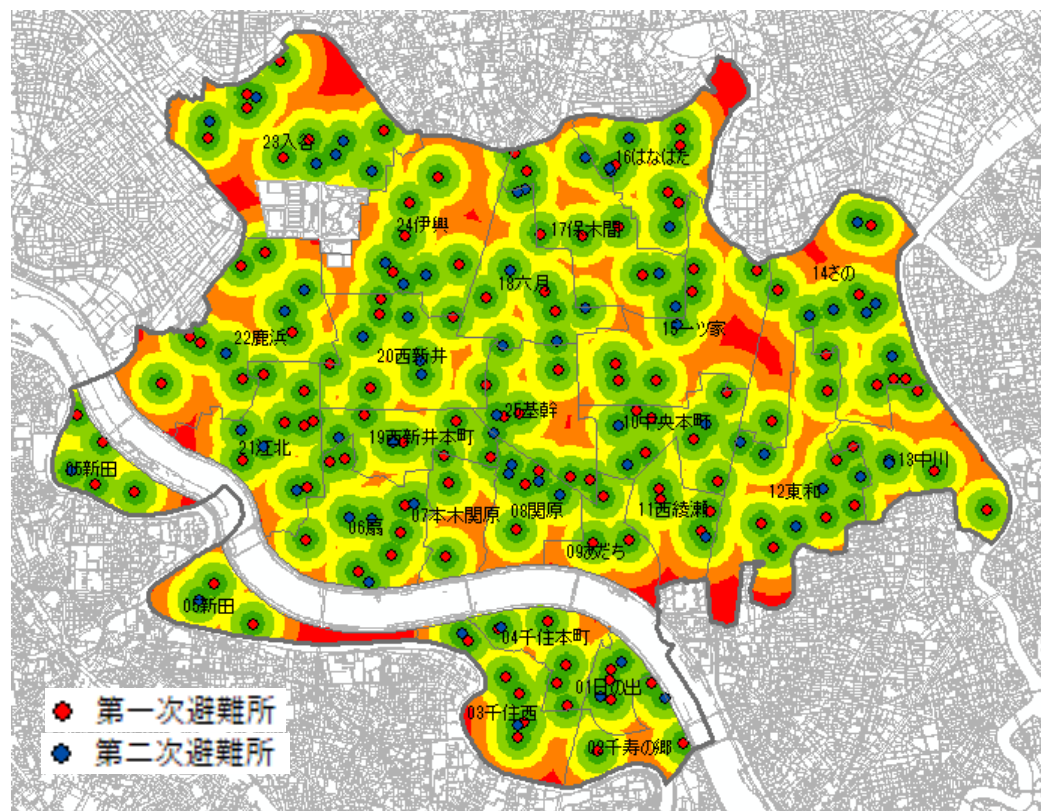 23入谷
16はなはた
24伊興
17保木間
14さの
18六月
15一ツ家
22鹿浜
20西新井
25基幹
10中央本町
19西新井本町
21江北
13中川
05新田
12東和
07本木関原
08関原
11西綾瀬
06扇
09あだち
05新田
04千住本町
01日の出
03千住西
02千寿の郷
第一次避難所
第二次避難所